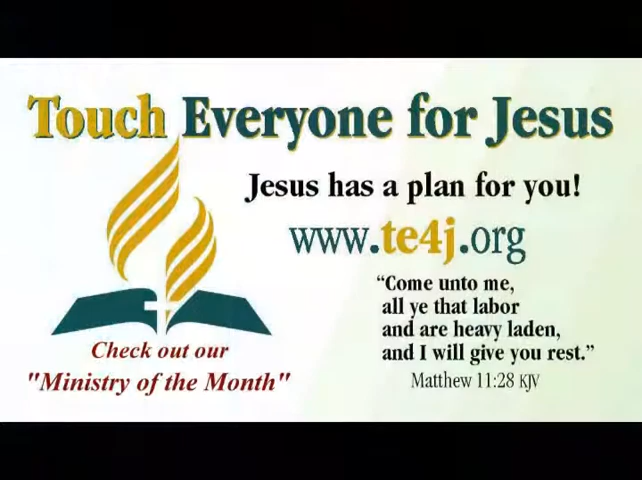 Touch Everyone for Jesus
Jesus has a plan for you!
www.te4j.org
“Come unto me,
all ye that labor
and are heavy laden,
and I will give you rest.”
Matthew 11:28 KJV
Check out our
"Ministry of the Month"